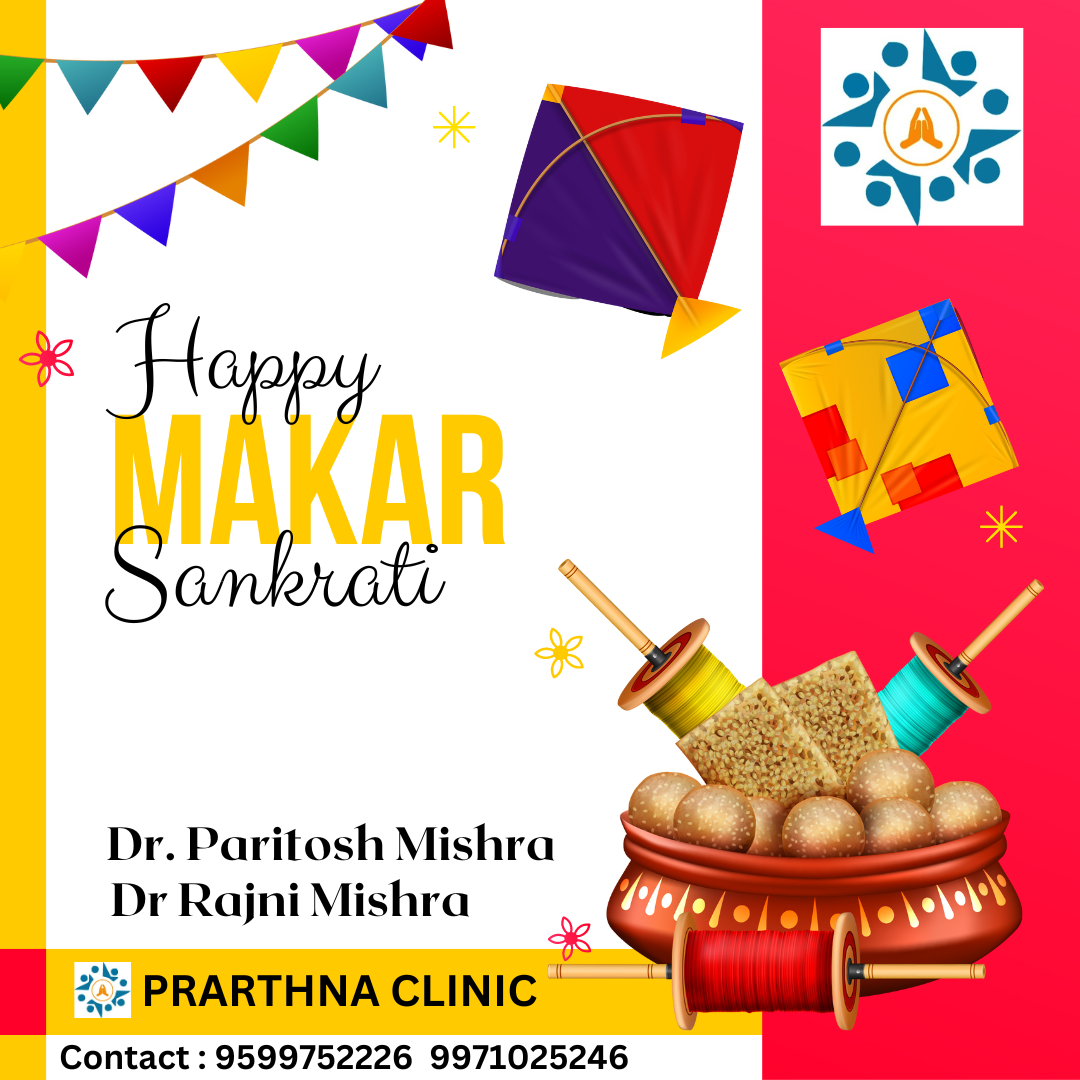 Happy
MAKAR
Sankrati
Dr. Paritosh Mishra
Dr Rajni Mishra
PRARTHNA CLINIC
Contact : 9599752226 9971025246